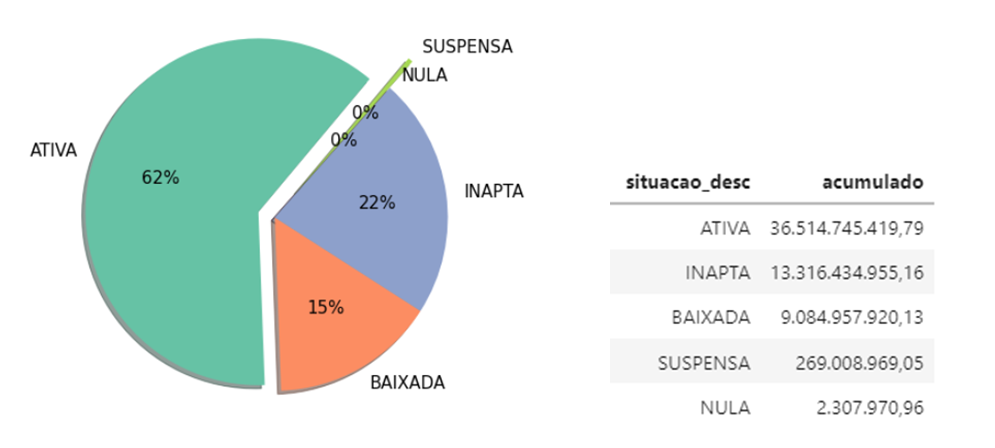 SUSPENSA
NULA
0%
0%
ATIVA
62%
INAPTA
22%
15%
BAIXADA
situacao_desc acumulado
ATIVA 36.514.745.419,79
INAPTA 13.316.434.955,16
BAIXADA 9.084.957.920,13
SUSPENSA 269.008.969,05
NULA 2.307.970,96